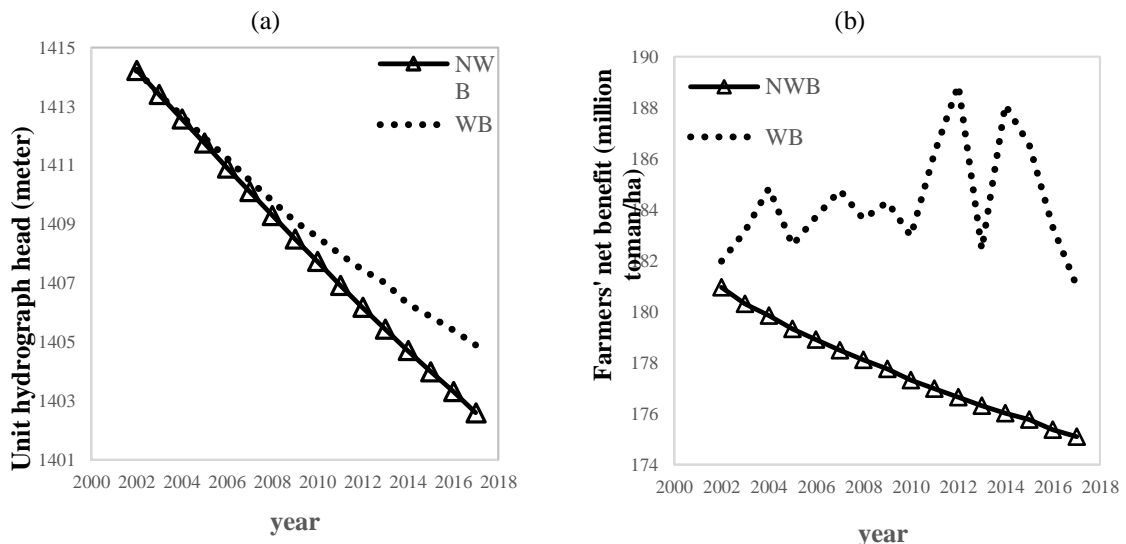 (a)
Unit hydrograph head (meter)
1415
1413
1411
1409
1407
1405
1403
1401
NW
B
WB
2000 2002 2004 2006 2008 2010 2012 2014 2016 2018
year
(b)
Farmers' net benefit (million
toman/ha)
190
188
186
184
182
180
178
176
174
NWB
WB
2000 2002 2004 2006 2008 2010 2012 2014 2016 2018
year